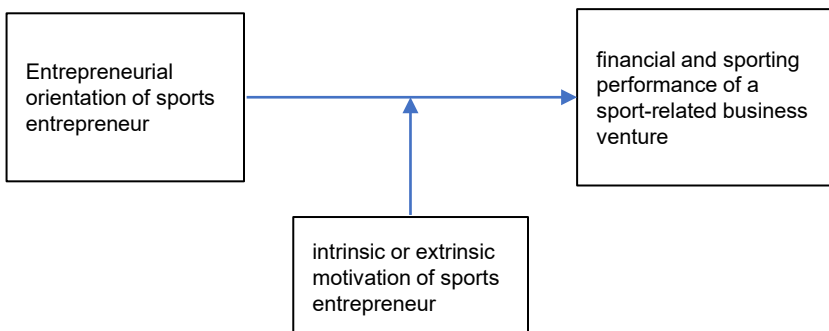 Entrepreneurial
orientation of sports
entrepreneur
financial and sporting
performance of a
sport-related business
venture
intrinsic or extrinsic
motivation of sports
entrepreneur